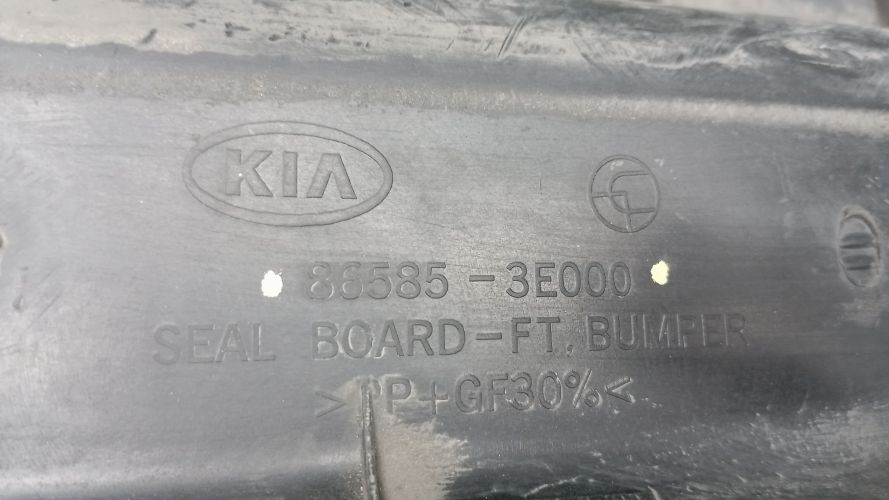 KIA
86585-3E000
SEAL BOARD-FT. BUMPER
>PP+GF30%<